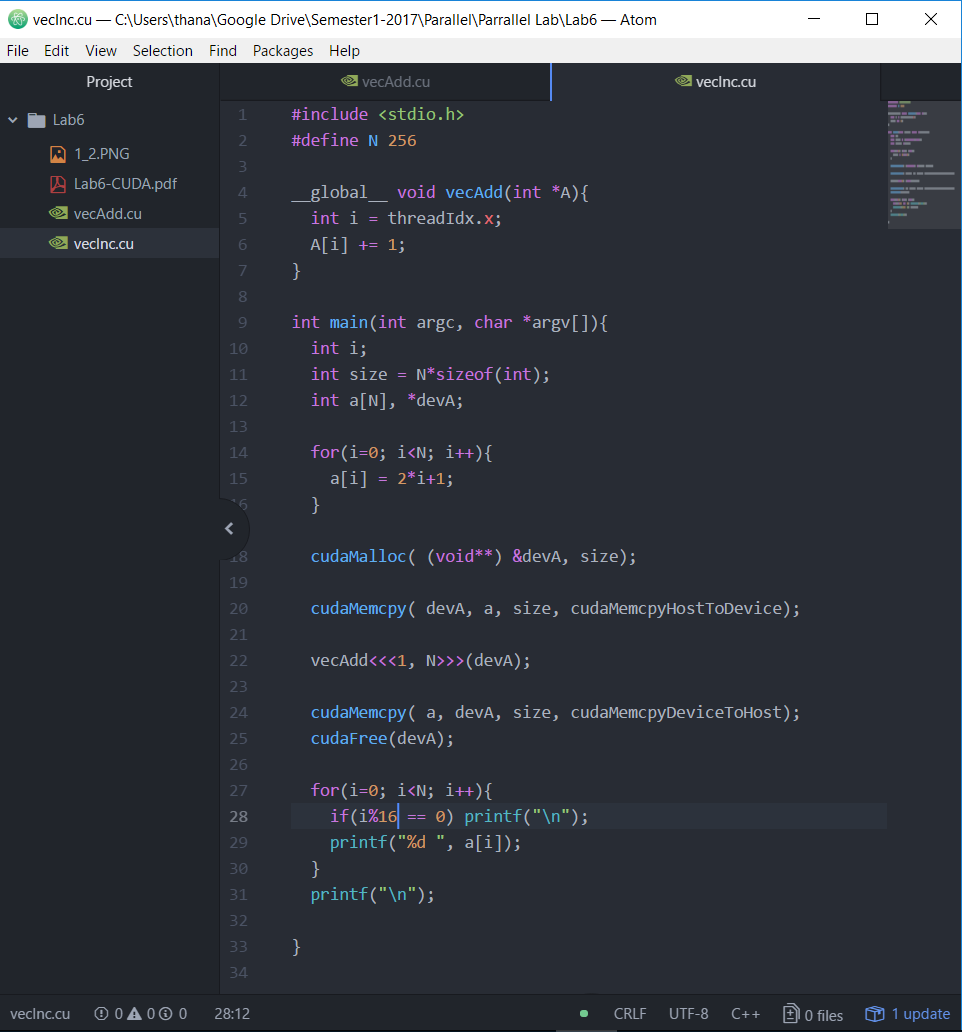 vecInc.cu — C:\Users\thana\Google Drive\Semester1-2017\Parallel\Parrallel Lab\Lab6 — Atom
File Edit View Selection Find Packages Help
Project
Lab6
1_2.PNG
Lab6-CUDA.pdf
vecAdd.cu
vecInc.cu
vecAdd.cu vecInc.cu
1 #include <stdio.h>
2 #define N 256
3
4 __global__ void vecAdd(int *A){
5   int i = threadIdx.x;
6   A[i] += 1;
7 }
8
9 int main(int argc, char *argv[]){
10   int i;
11   int size = N*sizeof(int);
12   int a[N], *devA;
13
14   for(i=0; i<N; i++){
15     a[i] = 2*i+1;
16   }
18   cudaMalloc( (void**) &devA, size);
19
20   cudaMemcpy( devA, a, size, cudaMemcpyHostToDevice);
21
22   vecAdd<<<1, N>>>(devA);
23
24   cudaMemcpy( a, devA, size, cudaMemcpyDeviceToHost);
25   cudaFree(devA);
26
27   for(i=0; i<N; i++){
28     if(i%16 == 0) printf("\n");
29     printf("%d ", a[i]);
30   }
31   printf("\n");
32
33 }
34
vecInc.cu 0 0 0 28:12 CRLF UTF-8 C++ 0 files 1 update